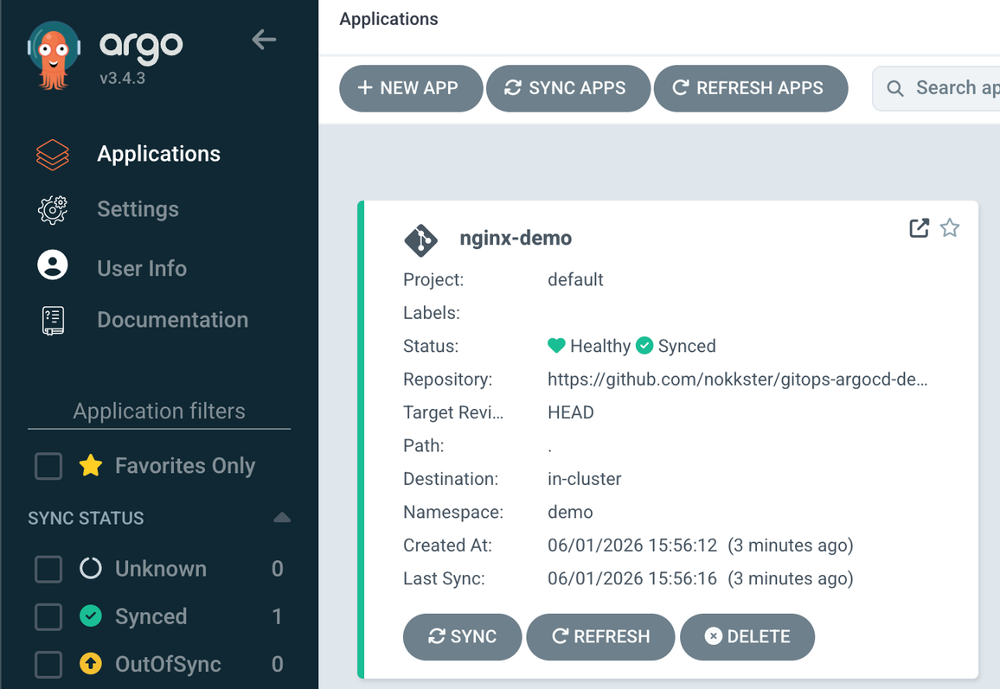 argo
v3.4.3
Applications
Settings
User Info
Documentation
Application filters
Favorites Only
SYNC STATUS
Unknown 0
Synced 1
OutOfSync 0
Applications
+ NEW APP SYNC APPS REFRESH APPS Search ap
nginx-demo
Project: default
Labels:
Status: Healthy Synced
Repository: https://github.com/nokkster/gitops-argocd-de...
Target Revi... HEAD
Path: .
Destination: in-cluster
Namespace: demo
Created At: 06/01/2026 15:56:12 (3 minutes ago)
Last Sync: 06/01/2026 15:56:16 (3 minutes ago)
SYNC REFRESH DELETE